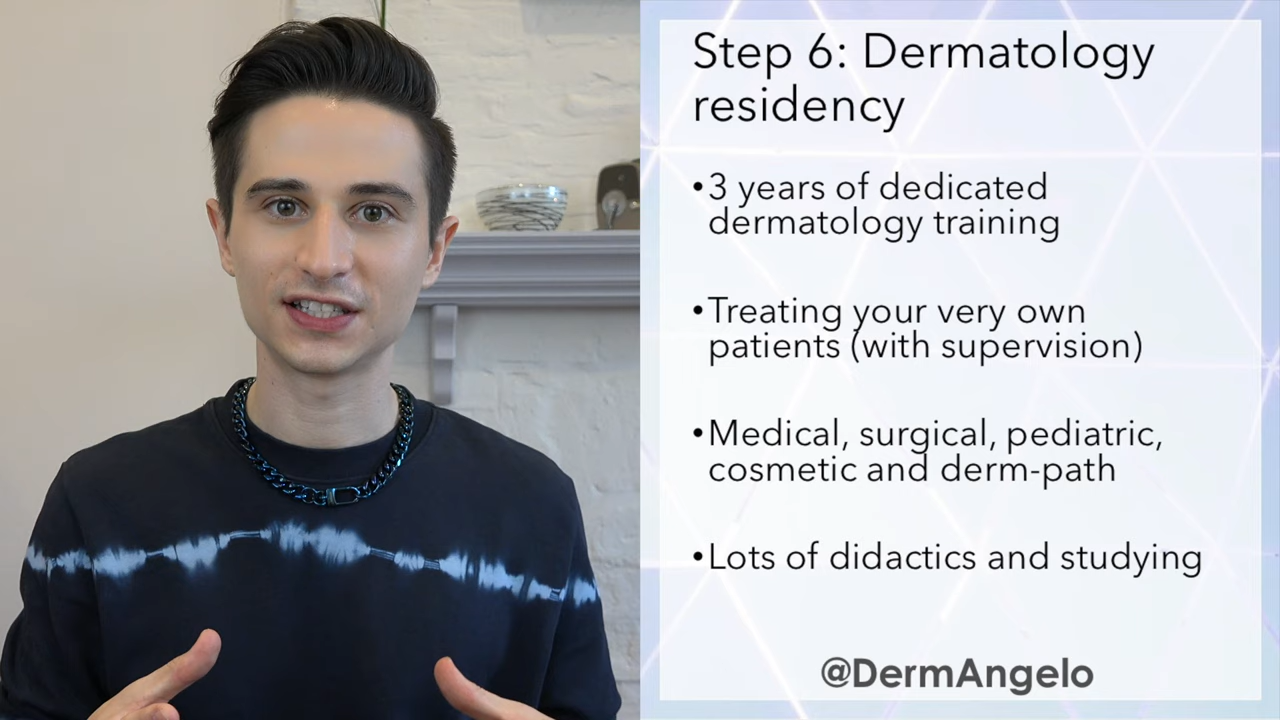 Step 6: Dermatology
residency
•3 years of dedicated
dermatology training
•Treating your very own
patients (with supervision)
•Medical, surgical, pediatric,
cosmetic and derm-path
•Lots of didactics and studying
@DermAngelo